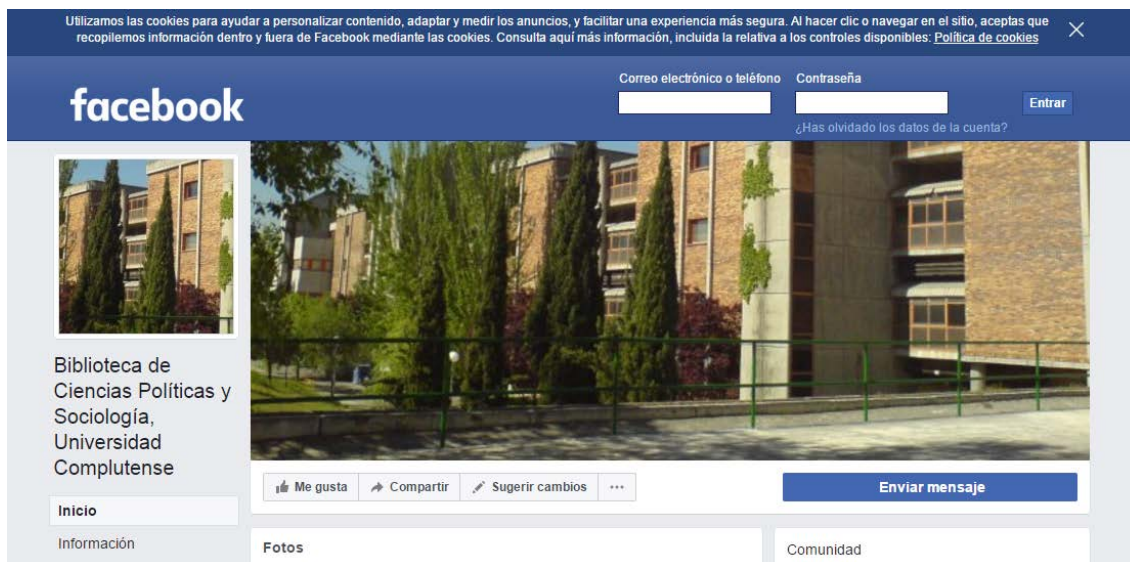 Utilizamos las cookies para ayudar a personalizar contenido, adaptar y medir los anuncios, y facilitar una experiencia más segura. Al hacer clic o navegar en el sitio, aceptas que
recopilemos información dentro y fuera de Facebook mediante las cookies. Consulta aquí más información, incluida la relativa a los controles disponibles: Política de cookies
facebook
Correo electrónico o teléfono
Contraseña
Entrar
¿Has olvidado los datos de la cuenta?
Biblioteca de
Ciencias Políticas y
Sociología,
Universidad
Complutense
Me gusta
Compartir
Sugerir cambios
...
Enviar mensaje
Inicio
Información
Fotos
Comunidad